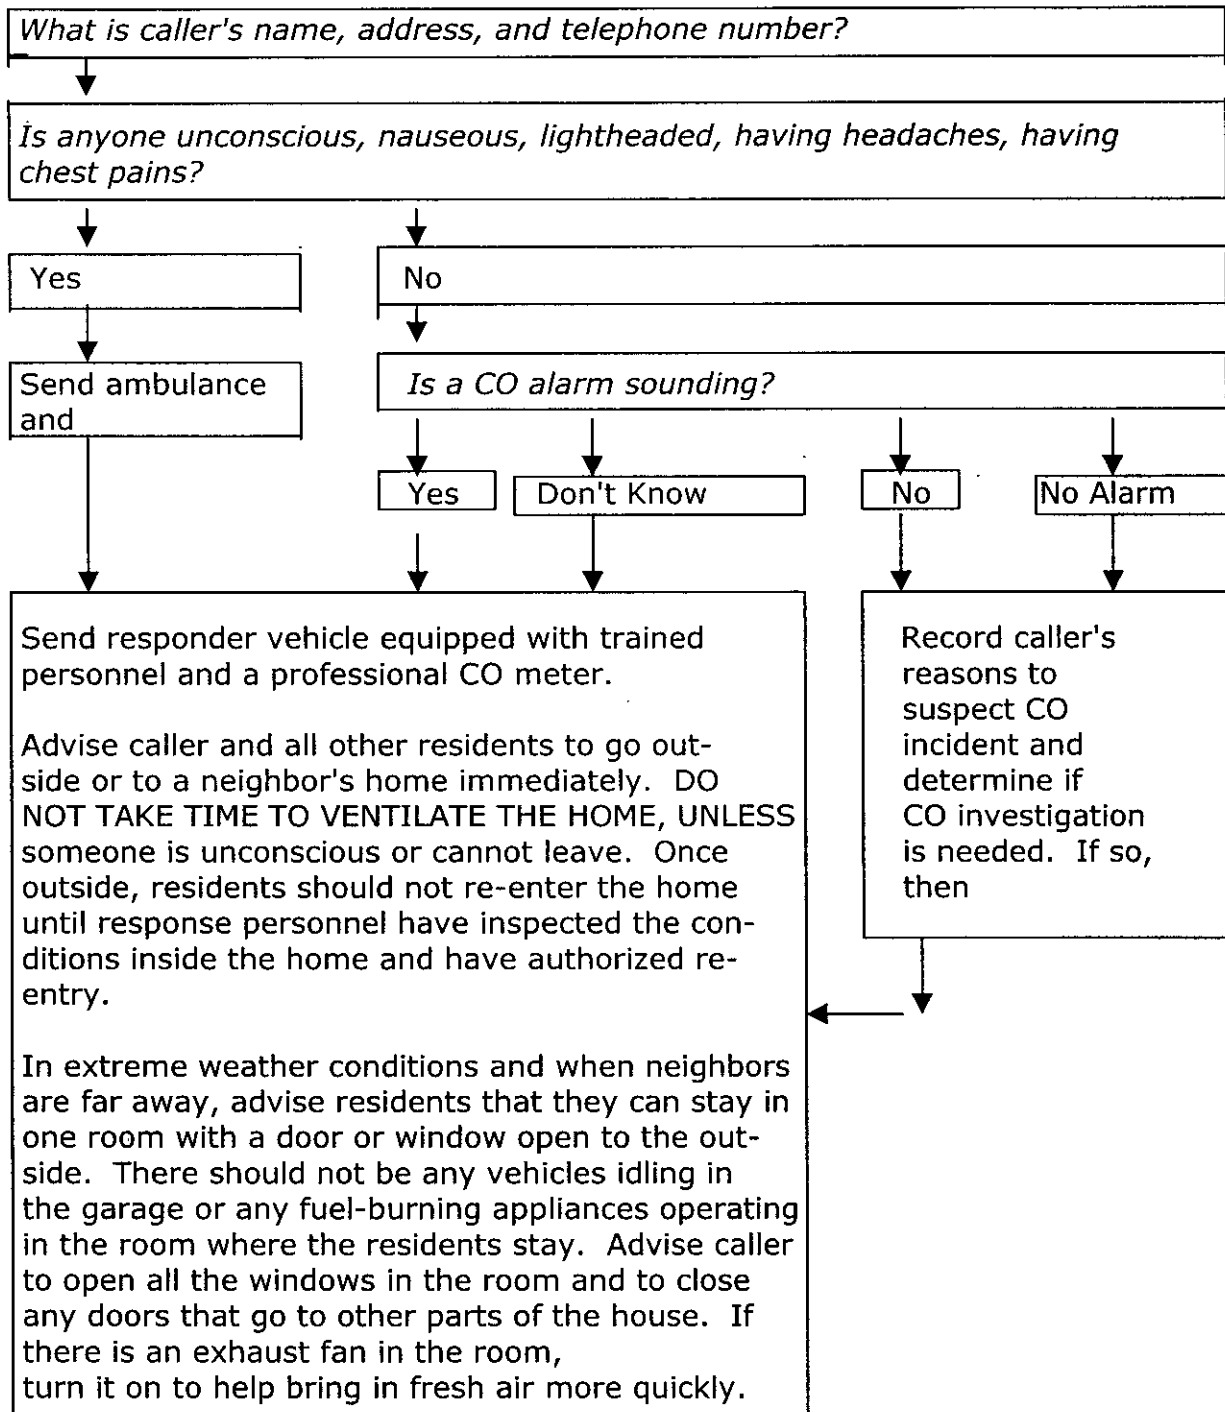 What is caller's name, address, and telephone number?
Is anyone unconscious, nauseous, lightheaded, having headaches, having
chest pains?
Yes
No
Send ambulance
and
Is a CO alarm sounding?
Yes
Don't Know
No
No Alarm
Send responder vehicle equipped with trained
personnel and a professional CO meter.
Advise caller and all other residents to go out-
side or to a neighbor's home immediately. DO
NOT TAKE TIME TO VENTILATE THE HOME, UNLESS
someone is unconscious or cannot leave. Once
outside, residents should not re-enter the home
until response personnel have inspected the con-
ditions inside the home and have authorized re-
entry.
In extreme weather conditions and when neighbors
are far away, advise residents that they can stay in
one room with a door or window open to the out-
side. There should not be any vehicles idling in
the garage or any fuel-burning appliances operating
in the room where the residents stay. Advise caller
to open all the windows in the room and to close
any doors that go to other parts of the house. If
there is an exhaust fan in the room,
turn it on to help bring in fresh air more quickly.
Record caller's
reasons to
suspect CO
incident and
determine if
CO investigation
is needed. If so,
then